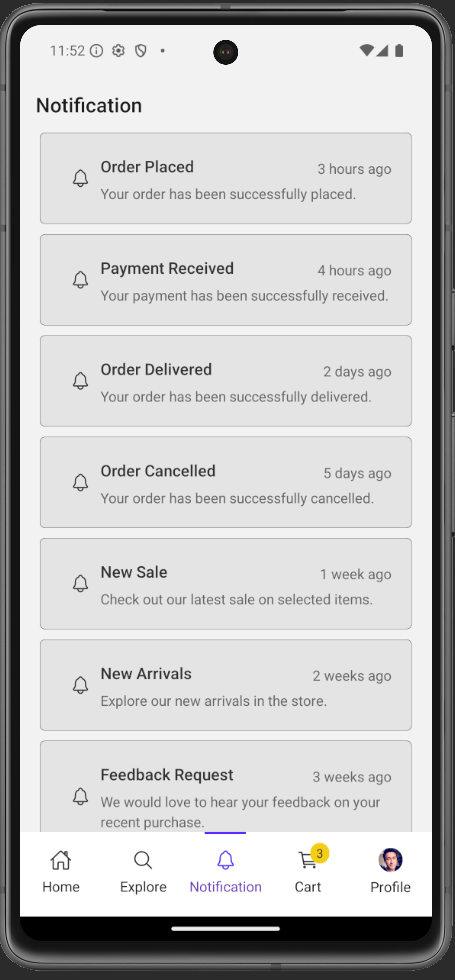 11:52
Notification
Order Placed 3 hours ago
Your order has been successfully placed.
Payment Received 4 hours ago
Your payment has been successfully received.
Order Delivered 2 days ago
Your order has been successfully delivered.
Order Cancelled 5 days ago
Your order has been successfully cancelled.
New Sale 1 week ago
Check out our latest sale on selected items.
New Arrivals 2 weeks ago
Explore our new arrivals in the store.
Feedback Request 3 weeks ago
We would love to hear your feedback on your
recent purchase.
3
Home Explore Notification Cart Profile